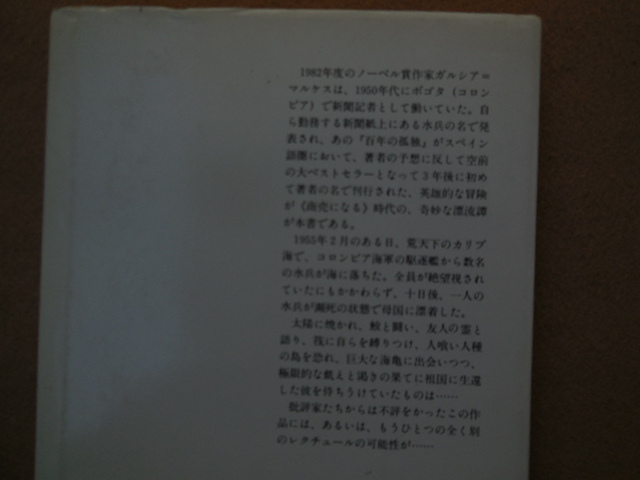 1982年度のノーベル賞作家ガルシア＝
マルケスは、1950年代にボゴタ（コロン
ビア）で新聞記者として働いていた。自
ら勤務する新聞紙上にある水兵の名で発
表され、あの『百年の孤独』がスペイン
語圏において、著者の予想に反して空前
の大ベストセラーとなって3年後に初め
て著者の名で刊行された、英雄的な冒険
が《商売になる》時代の、奇妙な漂流譚
が本書である。
1955年2月のある日、荒天下のカリブ
海で、コロンビア海軍の駆逐艦から数名
の水兵が海に落ちた。全員が絶望視され
ていたにもかかわらず、十日後、一人の
水兵が瀕死の状態で母国に漂着した。
太陽に焼かれ、鮫と闘い、友人の霊と
語り、筏に自らを縛りつけ、人喰い人種
の島を恐れ、巨大な海亀に出会いつつ、
極限的な飢えと渇きの果てに祖国に生還
した彼を待ちうけていたものは……
批評家たちからは不評をかったこの作
品には、あるいは、もうひとつの全く別
のレクチュールの可能性が……